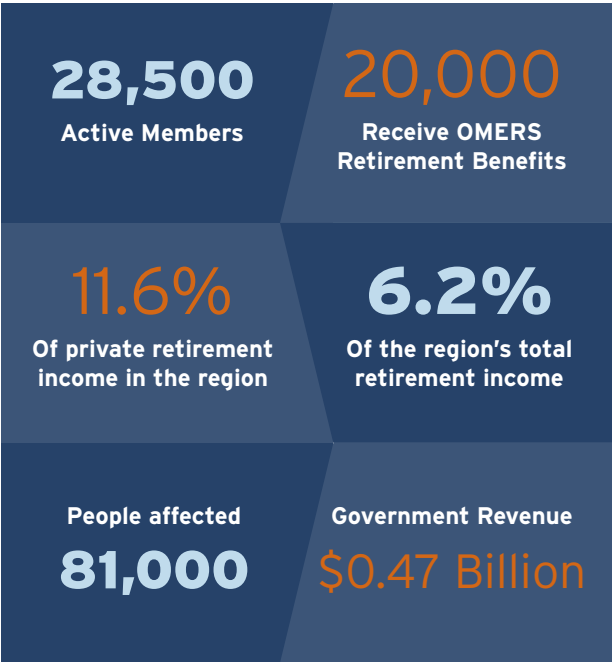 28,500
Active Members
20,000
Receive OMERS
Retirement Benefits
11.6%
Of private retirement
income in the region
6.2%
Of the region's total
retirement income
People affected
81,000
Government Revenue
$0.47 Billion